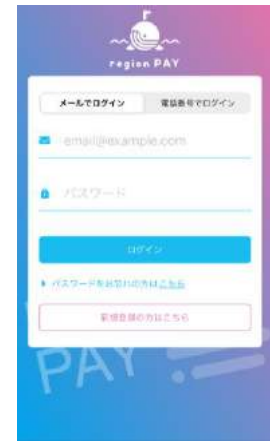 region PAY
メールでログイン
電話番号でログイン
email@example.com
パスワード
ログイン
パスワードをお忘れの方はこちら
新規登録の方はこちら
PAY